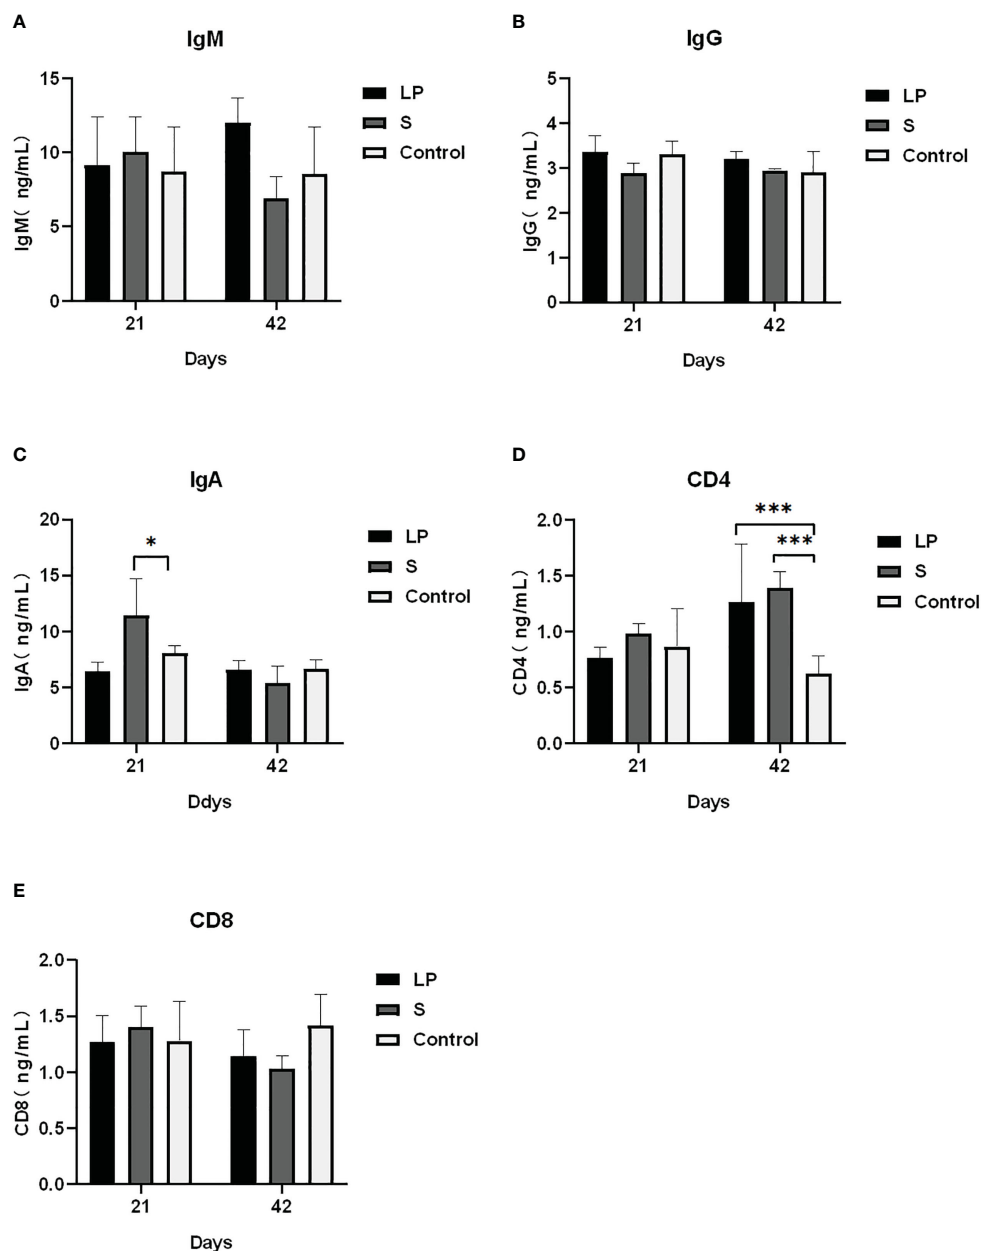 A
IgM
IgM( ng/mL)
15
10
5
0
21
42
Days
LP
S
Control
B
IgG
IgG( ng/mL)
5
4
3
2
1
0
21
42
Days
LP
S
Control
C
IgA
IgA( ng/mL)
20
15
10
5
0
*
21
42
Ddys
LP
S
Control
D
CD4
CD4( ng/mL)
2.0
1.5
1.0
0.5
0.0
***
***
21
42
Days
LP
S
Control
E
CD8
CD8( ng/mL)
2.0
1.5
1.0
0.5
0.0
21
42
Days
LP
S
Control